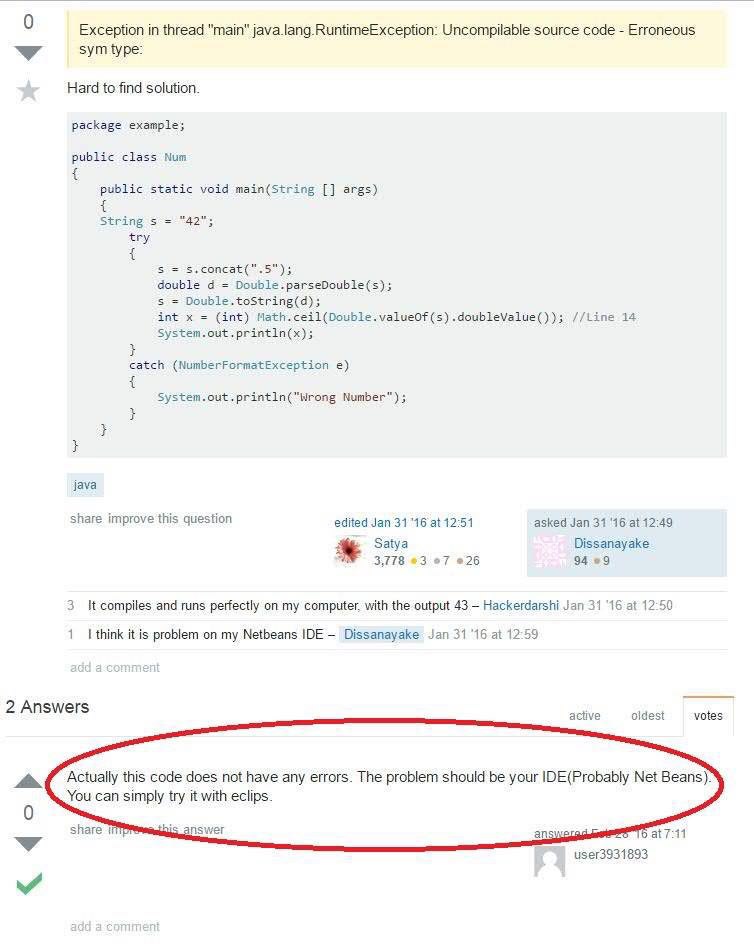 0
Exception in thread "main" java.lang.RuntimeException: Uncompilable source code - Erroneous
sym type:
Hard to find solution.
package example;
public class Num
{
    public static void main(String [] args)
    {
    String s = "42";
        try
        {
            s = s.concat(".5");
            double d = Double.parseDouble(s);
            s = Double.toString(d);
            int x = (int) Math.ceil(Double.valueOf(s).doubleValue()); //Line 14
            System.out.println(x);
        }
        catch (NumberFormatException e)
        {
            System.out.println("Wrong Number");
        }
    }
}
java
share improve this question
edited Jan 31 '16 at 12:51
Satya
3,778 3 7 26
asked Jan 31 '16 at 12:49
Dissanayake
94 9
3 It compiles and runs perfectly on my computer, with the output 43 – Hackerdarshi Jan 31 '16 at 12:50
1 I think it is problem on my Netbeans IDE – Dissanayake Jan 31 '16 at 12:59
add a comment
2 Answers
active oldest votes
Actually this code does not have any errors. The problem should be your IDE(Probably Net Beans).
You can simply try it with eclips.
0
share improve this answer
answered Feb 28 '16 at 7:11
user3931893
add a comment